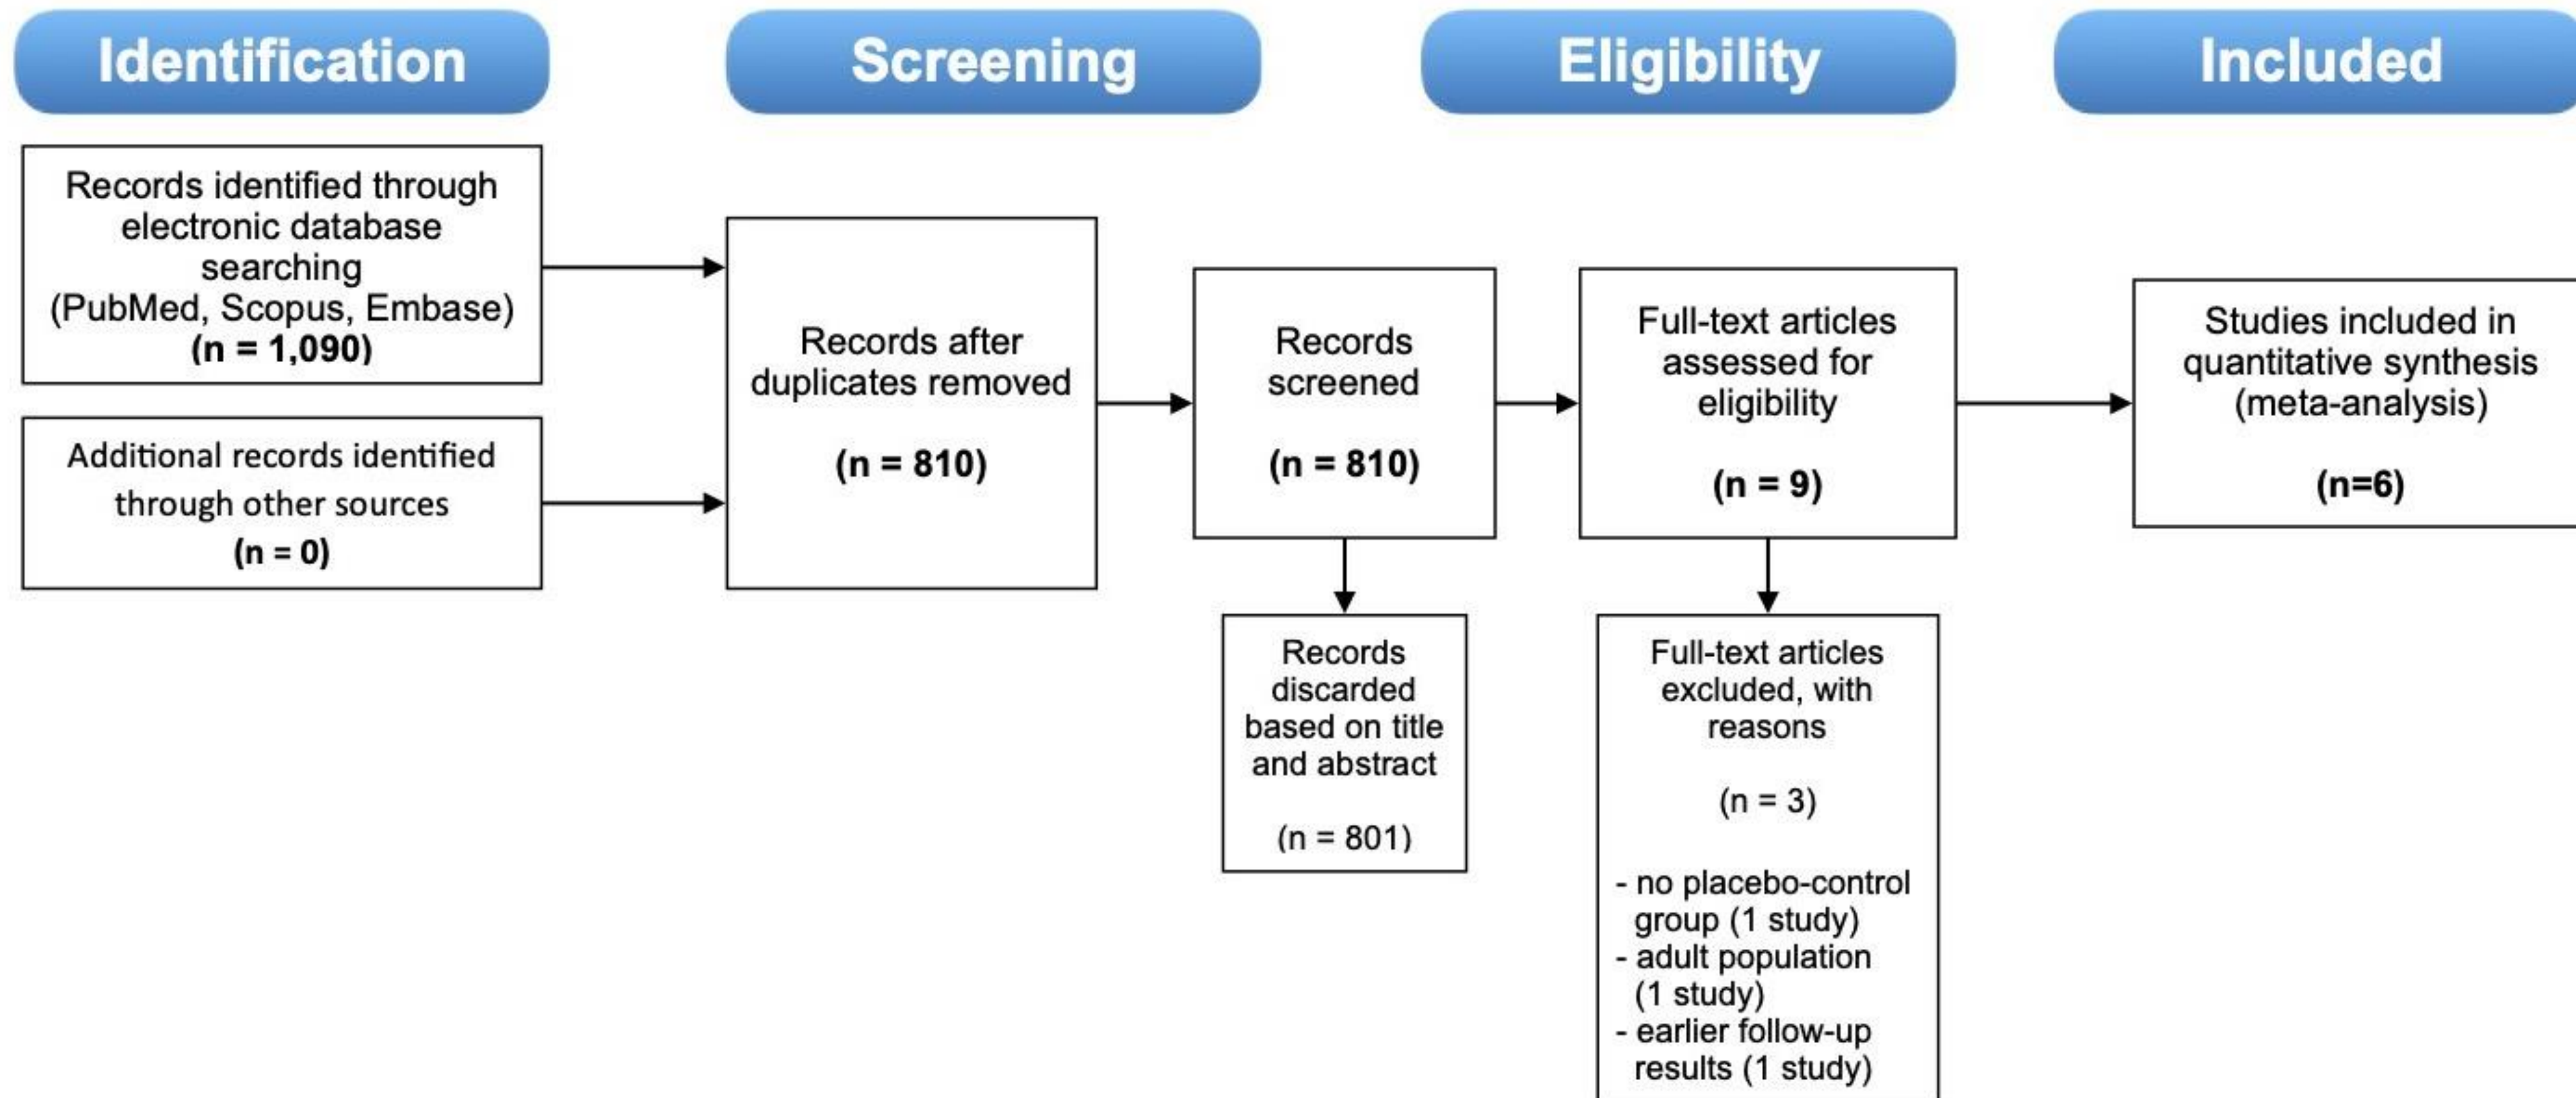 Identification
Screening
Eligibility
Included
Records identified through
electronic database
searching
(PubMed, Scopus, Embase)
(n = 1,090)
Additional records identified
through other sources
(n = 0)
Records after
duplicates removed
(n = 810)
Records
screened
(n = 810)
Records
discarded
based on title
and abstract
(n = 801)
Full-text articles
assessed for
eligibility
(n = 9)
Full-text articles
excluded, with
reasons
(n = 3)
- no placebo-control
group (1 study)
- adult population
(1 study)
- earlier follow-up
results (1 study)
Studies included in
quantitative synthesis
(meta-analysis)
(n=6)